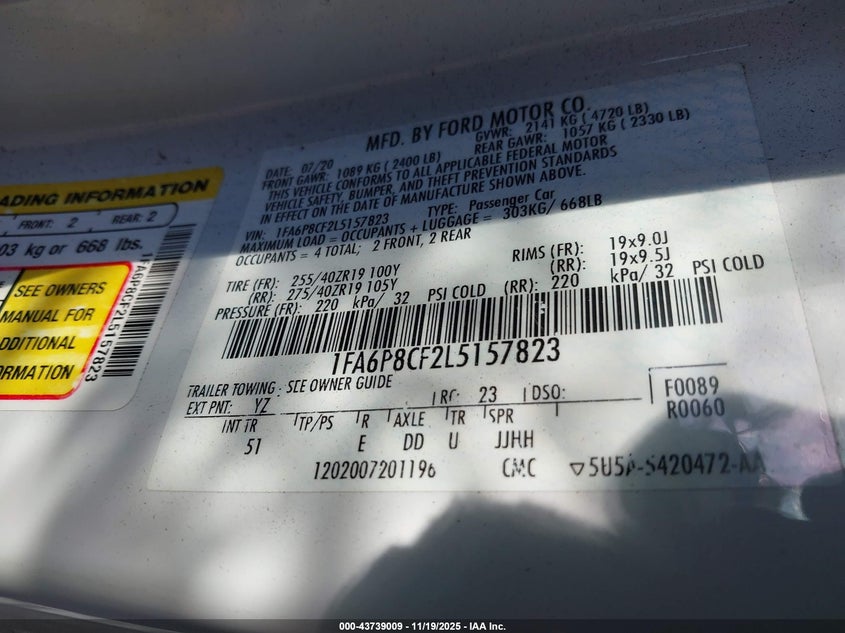 MFD. BY FORD MOTOR CO.
DATE: 07/20 GVWR: 2141 KG ( 4720 LB)
FRONT GAWR: 1089 KG ( 2400 LB) REAR GAWR: 1057 KG ( 2330 LB)
THIS VEHICLE CONFORMS TO ALL APPLICABLE FEDERAL MOTOR
VEHICLE SAFETY, BUMPER, AND THEFT PREVENTION STANDARDS
IN EFFECT ON THE DATE OF MANUFACTURE SHOWN ABOVE.
VIN: 1FA6P8CF2L5157823 TYPE: Passenger Car
MAXIMUM LOAD = OCCUPANTS + LUGGAGE = 303KG/ 668LB
OCCUPANTS = 4 TOTAL; 2 FRONT, 2 REAR
TIRE (FR): 255/40ZR19 100Y RIMS (FR): 19x9.0J
(RR): 275/40ZR19 105Y (RR): 19x9.5J
PRESSURE (FR): 220 kPa/ 32 PSI COLD (RR): 220 kPa/ 32 PSI COLD
1FA6P8CF2L5157823
TRAILER TOWING: SEE OWNER GUIDE
EXT PNT: YZ RC: 23 DSO: F0089
R0060
INT TR TP/PS R AXLE TR SPR
51 E DD U JJHH
1202007201196 CMC
ADING INFORMATION
FRONT: 2 REAR: 2
03 kg or 668 lbs.
SEE OWNERS
MANUAL FOR
DDITIONAL
ORMATION
1FA6P8CF2L5157823
000-43739009 - 11/19/2025 - IAA Inc.